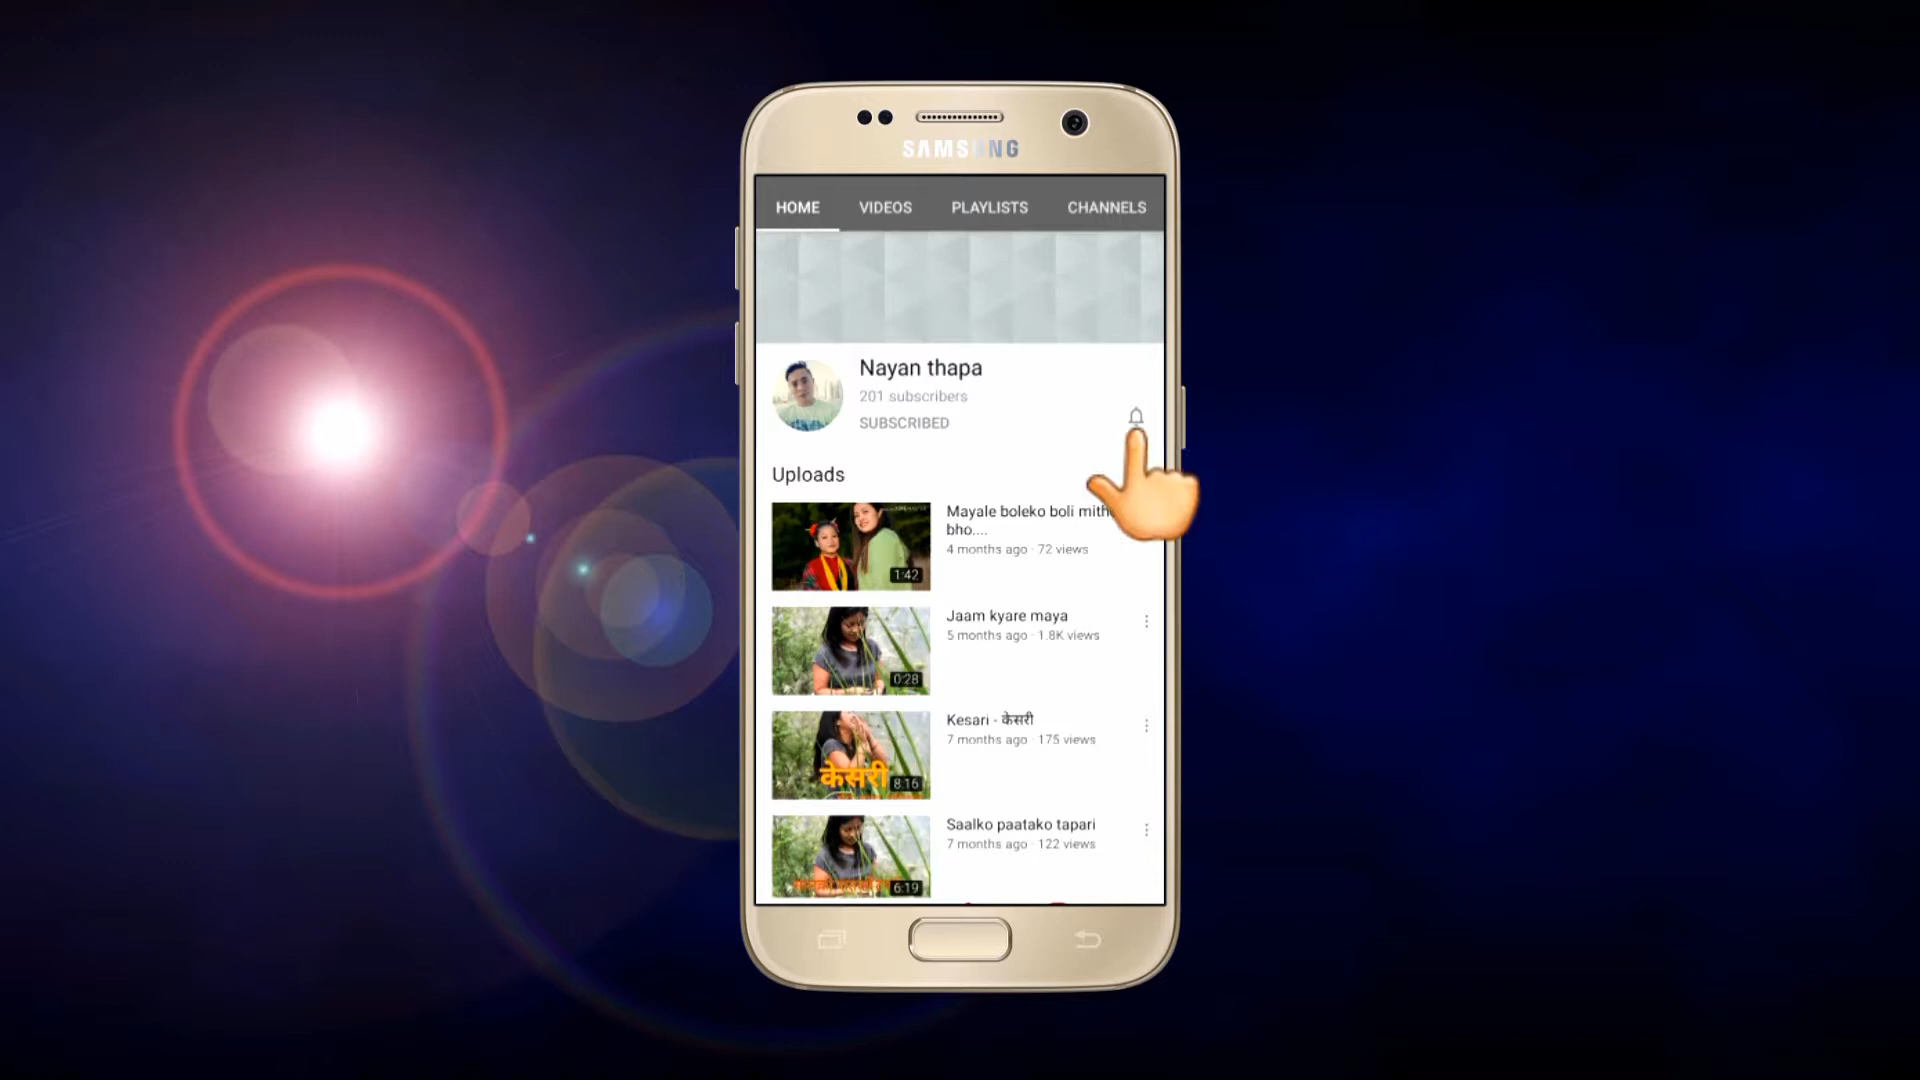 SAMSUNG
HOME VIDEOS PLAYLISTS CHANNELS
Nayan thapa
201 subscribers
SUBSCRIBED
Uploads
Mayale boleko boli
bho....
4 months ago · 72 views
1:42
Jaam kyare maya
5 months ago · 1.8K views
0:28
Kesari - केसरी
7 months ago · 175 views
केसरी
8:16
Saalko paatako tapari
7 months ago · 122 views
6:19